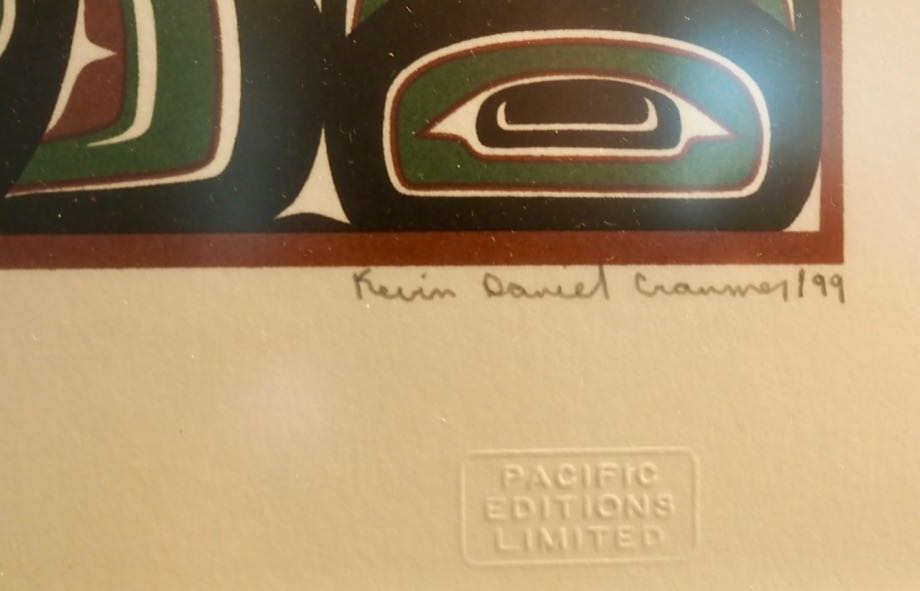 Kevin Daniel Cranmer/99
PACIFIC
EDITIONS
LIMITED